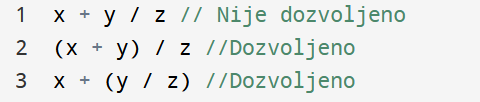 1 x + y / z // Nije dozvoljeno
2 (x + y) / z //Dozvoljeno
3 x + (y / z) //Dozvoljeno